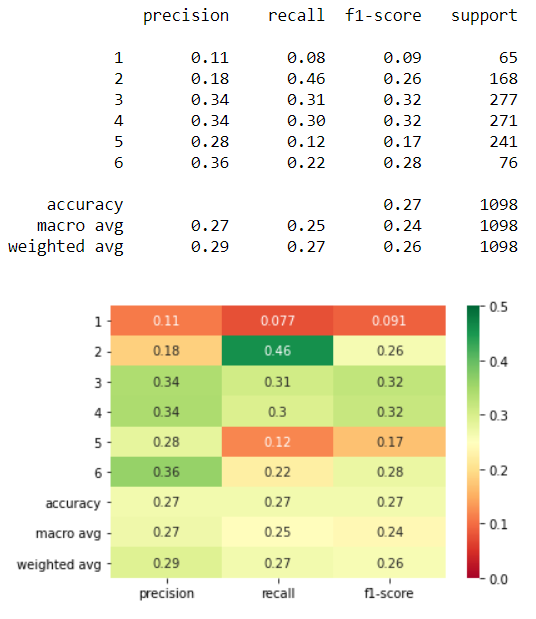 precision recall f1-score support
1 0.11 0.08 0.09 65
2 0.18 0.46 0.26 168
3 0.34 0.31 0.32 277
4 0.34 0.30 0.32 271
5 0.28 0.12 0.17 241
6 0.36 0.22 0.28 76
accuracy 0.27 1098
macro avg 0.27 0.25 0.24 1098
weighted avg 0.29 0.27 0.26 1098
1 0.11 0.077 0.091
2 0.18 0.46 0.26
3 0.34 0.31 0.32
4 0.34 0.3 0.32
5 0.28 0.12 0.17
6 0.36 0.22 0.28
accuracy 0.27 0.27 0.27
macro avg 0.27 0.25 0.24
weighted avg 0.29 0.27 0.26
precision recall f1-score
0.5
0.4
0.3
0.2
0.1
0.0